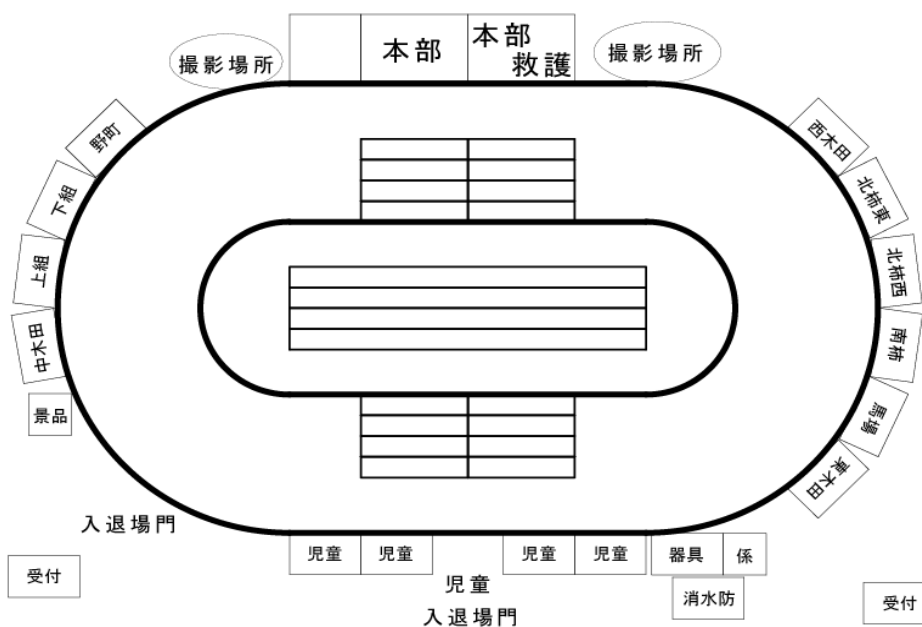 本部
本部
救護
撮影場所
撮影場所
野町
下組
上組
中木田
景品
西木田
北柿東
北柿西
南柿
馬場
東木田
入退場門
受付
児童
児童
児童
児童
器具
係
消水防
児童
入退場門
受付